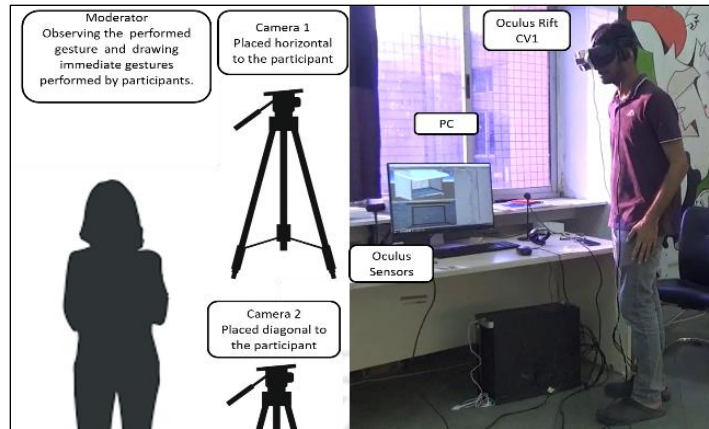 Moderator
Observing the performed
gesture and drawing
immediate gestures
performed by participants.
Camera 1
Placed horizontal
to the participant
Oculus Rift
CV1
PC
Oculus
Sensors
Camera 2
Placed diagonal to
the participant